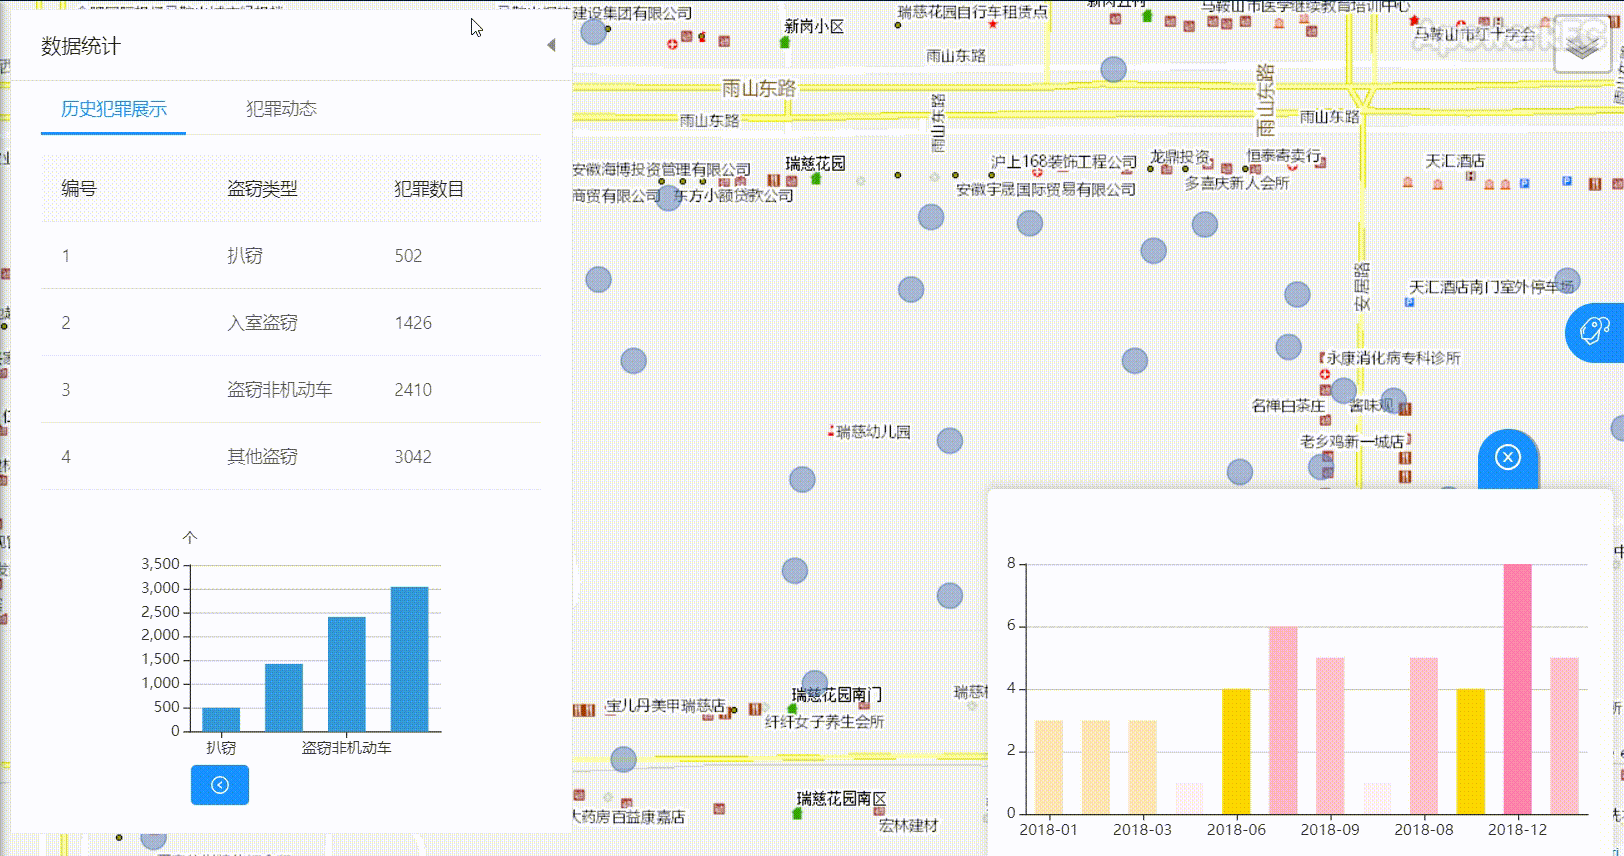 数据统计
历史犯罪展示 犯罪动态
编号 盗窃类型 犯罪数目
1 扒窃 502
2 入室盗窃 1426
3 盗窃非机动车 2410
4 其他盗窃 3042
个
3,500
3,000
2,500
2,000
1,500
1,000
500
0
扒窃 盗窃非机动车
建设集团有限公司
新岗小区
瑞慈花园自行车租赁点
马鞍山市医学继续教育培训中心
马鞍山市红十字会
雨山东路
雨山东路
雨山东路
雨山东路
雨山东路
雨山东路
安徽海博投资管理有限公司
瑞慈花园
沪上168装饰工程公司
龙鼎投资
恒泰寄卖行
天汇酒店
商贸有限公司
东方小额贷款公司
安徽宇晟国际贸易有限公司
多喜庆新人会所
安居路
天汇酒店南门室外停车场
永康消化病专科诊所
名禅白茶庄
酱味观
瑞慈幼儿园
老乡鸡新一城店
宝儿丹美甲瑞慈店
瑞慈花园南门
纤纤女子养生会所
瑞慈花园南区
大药房百益康嘉店
宏林建材
8
6
4
2
0
2018-01 2018-03 2018-06 2018-09 2018-08 2018-12